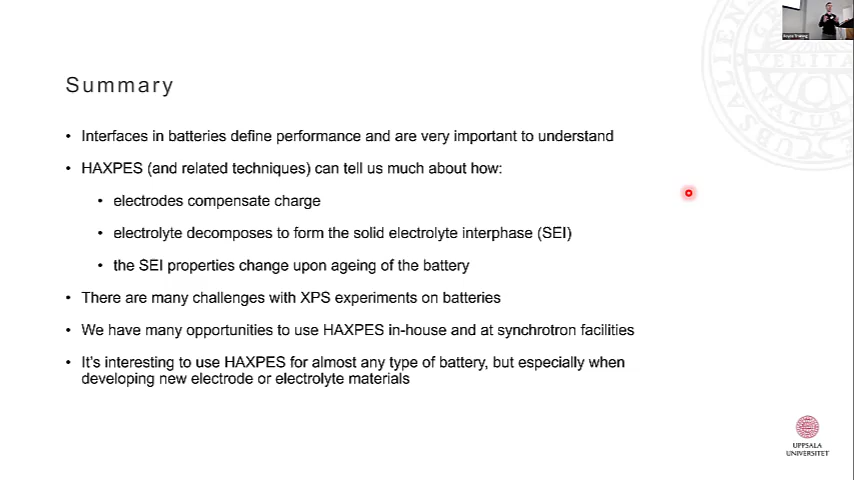 Summary
• Interfaces in batteries define performance and are very important to understand
• HAXPES (and related techniques) can tell us much about how:
• electrodes compensate charge
• electrolyte decomposes to form the solid electrolyte interphase (SEI)
• the SEI properties change upon ageing of the battery
• There are many challenges with XPS experiments on batteries
• We have many opportunities to use HAXPES in-house and at synchrotron facilities
• It's interesting to use HAXPES for almost any type of battery, but especially when
developing new electrode or electrolyte materials
UPPSALA
UNIVERSITET